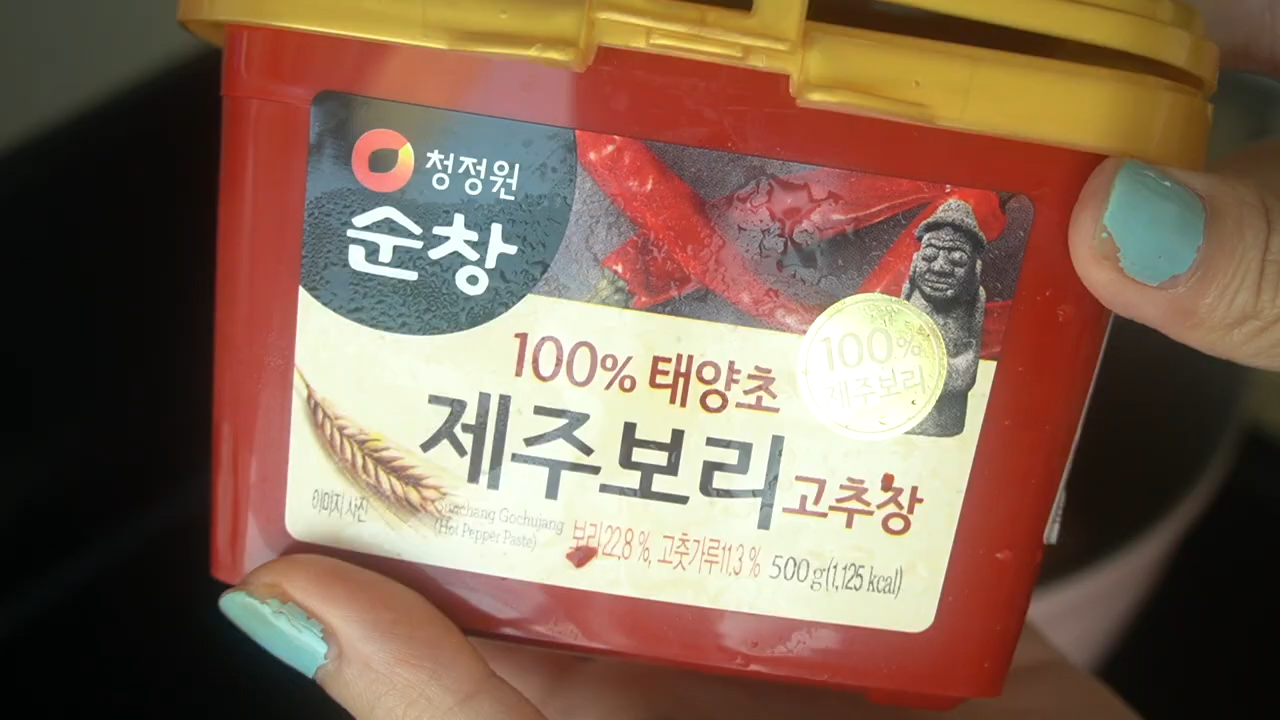 청정원
순창
100% 태양초
100%
제주보리
제주보리 고추장
이미지 사진
Sunchang Gochujang
(Hot Pepper Paste)
보리 22.8 %, 고춧가루 11.3 % 500 g(1,125 kcal)